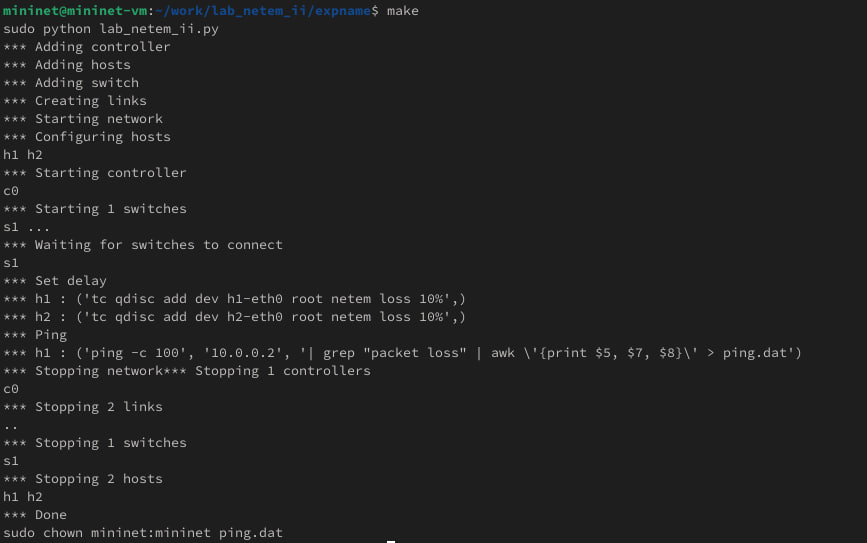 mininet@mininet-vm:~/work/lab_netem_ii/expname$ make
sudo python lab_netem_ii.py
*** Adding controller
*** Adding hosts
*** Adding switch
*** Creating links
*** Starting network
*** Configuring hosts
h1 h2
*** Starting controller
c0
*** Starting 1 switches
s1 ...
*** Waiting for switches to connect
s1
*** Set delay
*** h1 : ('tc qdisc add dev h1-eth0 root netem loss 10%',)
*** h2 : ('tc qdisc add dev h2-eth0 root netem loss 10%',)
*** Ping
*** h1 : ('ping -c 100', '10.0.0.2', '| grep "packet loss" | awk \'{print $5, $7, $8}\' > ping.dat')
*** Stopping network*** Stopping 1 controllers
c0
*** Stopping 2 links
..
*** Stopping 1 switches
s1
*** Stopping 2 hosts
h1 h2
*** Done
sudo chown mininet:mininet ping.dat